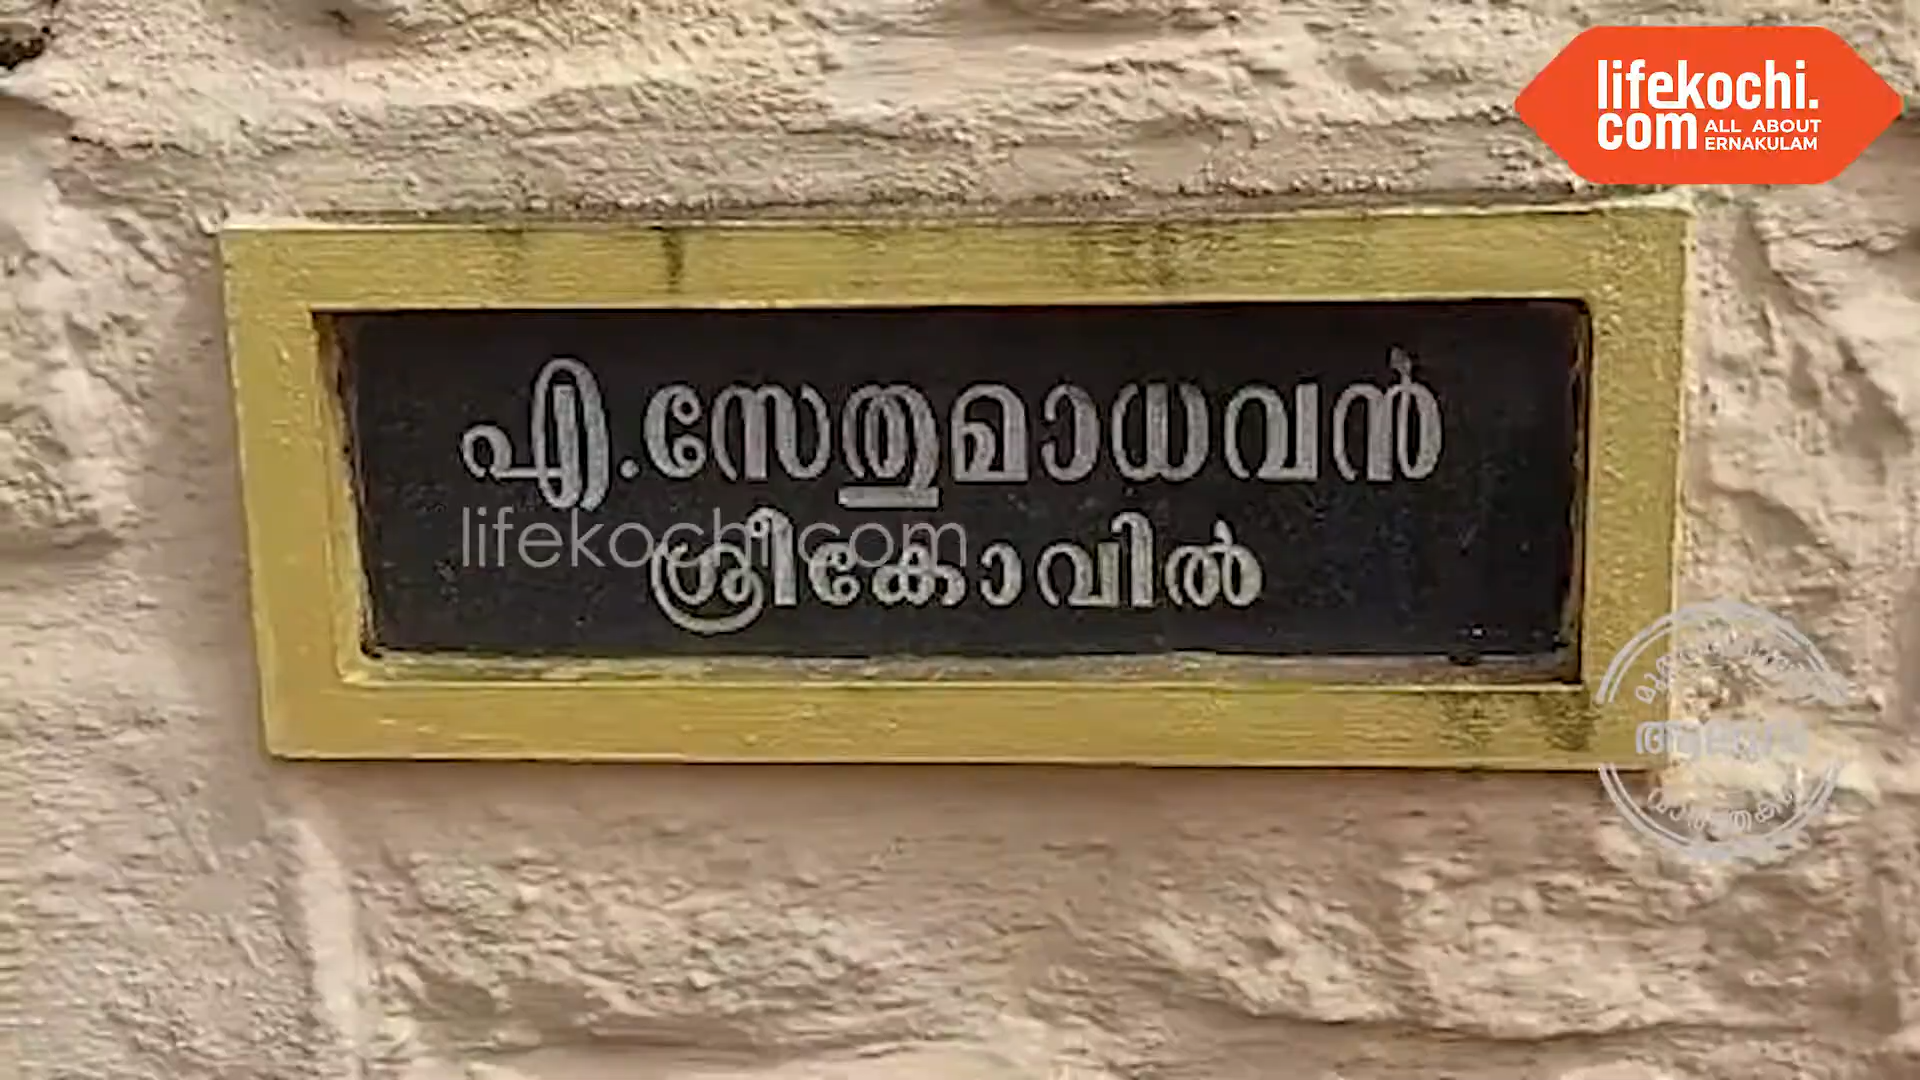 lifekochi.
com ALL ABOUT
ERNAKULAM
എ.സേതുമാധവൻ
lifekochi.com
ശ്രീകോവിൽ